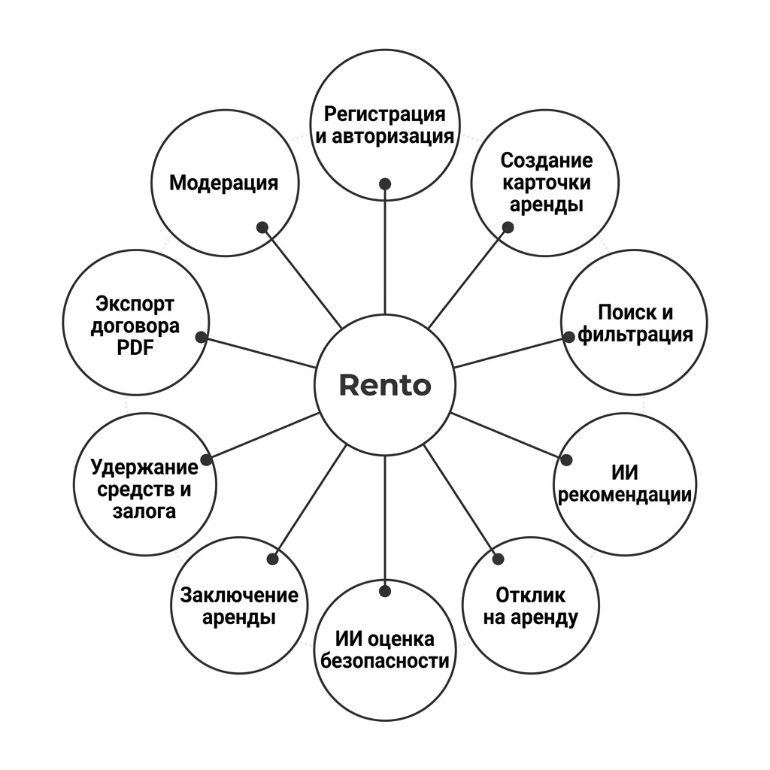 Регистрация
и авторизация
Создание
карточки
аренды
Поиск и
фильтрация
ИИ
рекомендации
Отклик
на аренду
ИИ оценка
безопасности
Заключение
аренды
Удержание
средств и
залога
Экспорт
договора
PDF
Модерация
Rento